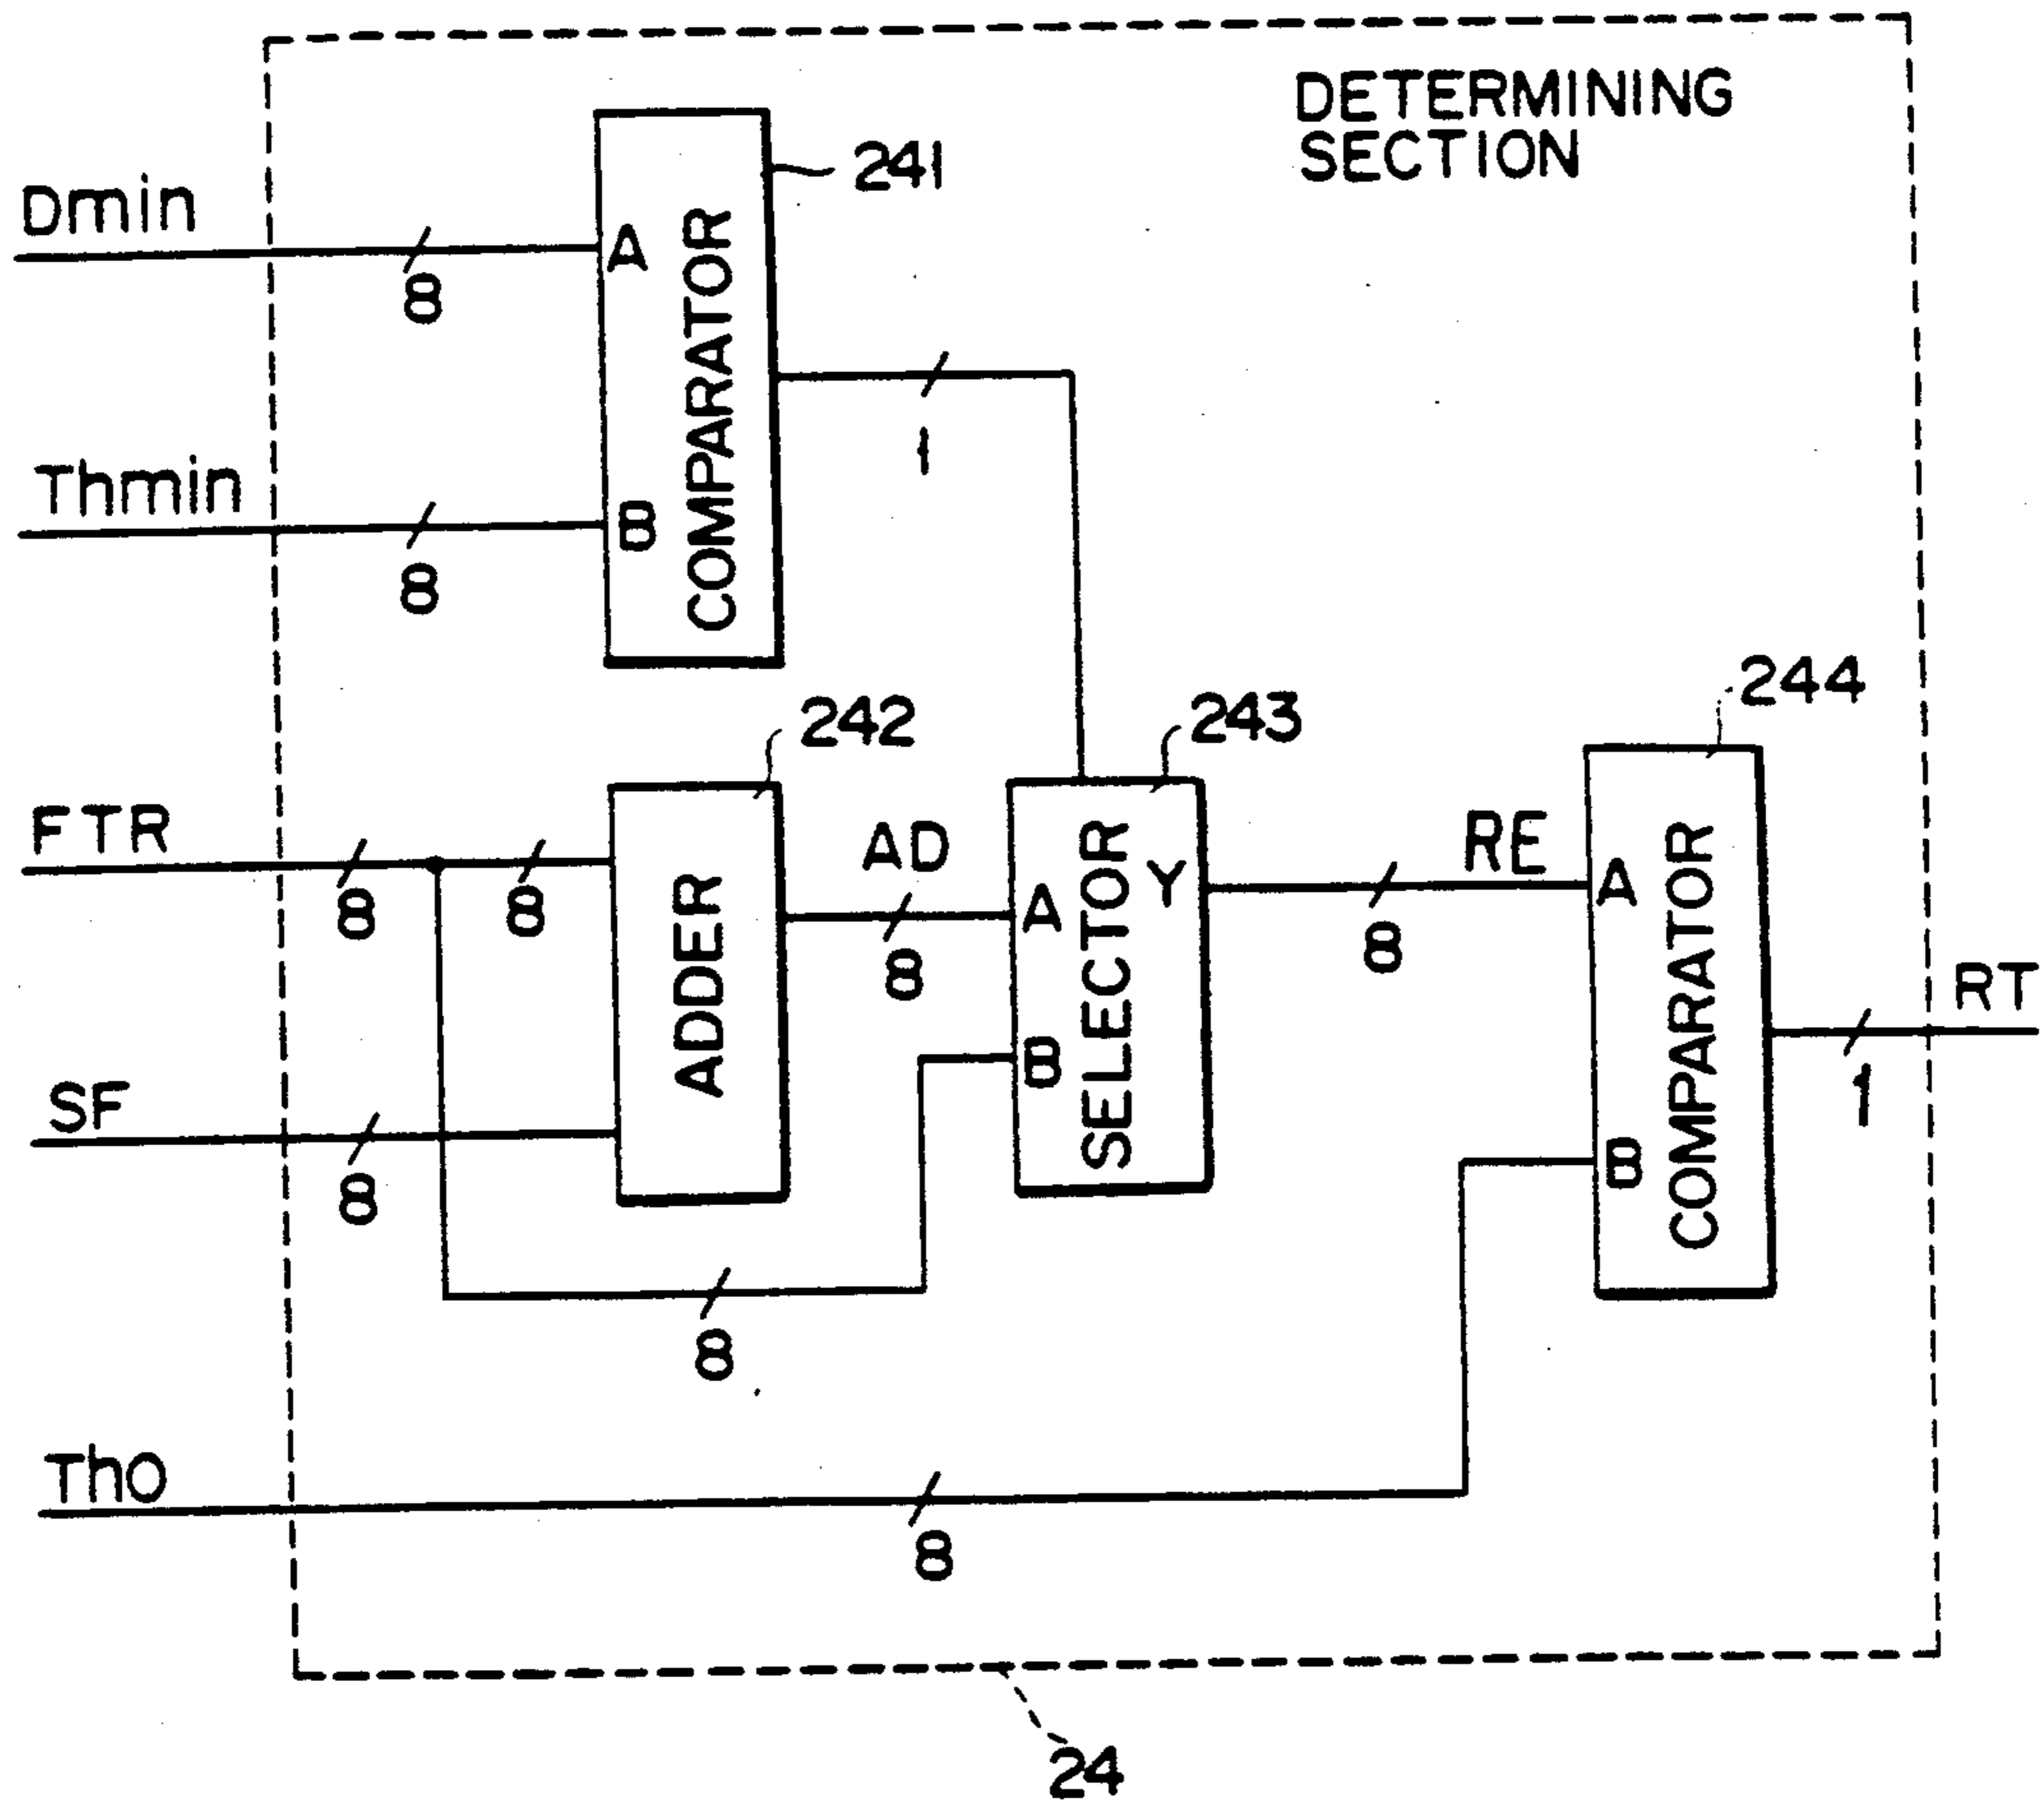 DETERMINING
SECTION
241
Dmin
8
A
COMPARATOR
1
Thmin
8
B
242
243
244
FTR
8
8
ADDER
AD
8
A
SELECTOR
Y
RE
8
A
COMPARATOR
B
RT
1
SF
8
B
8
Th0
8
24